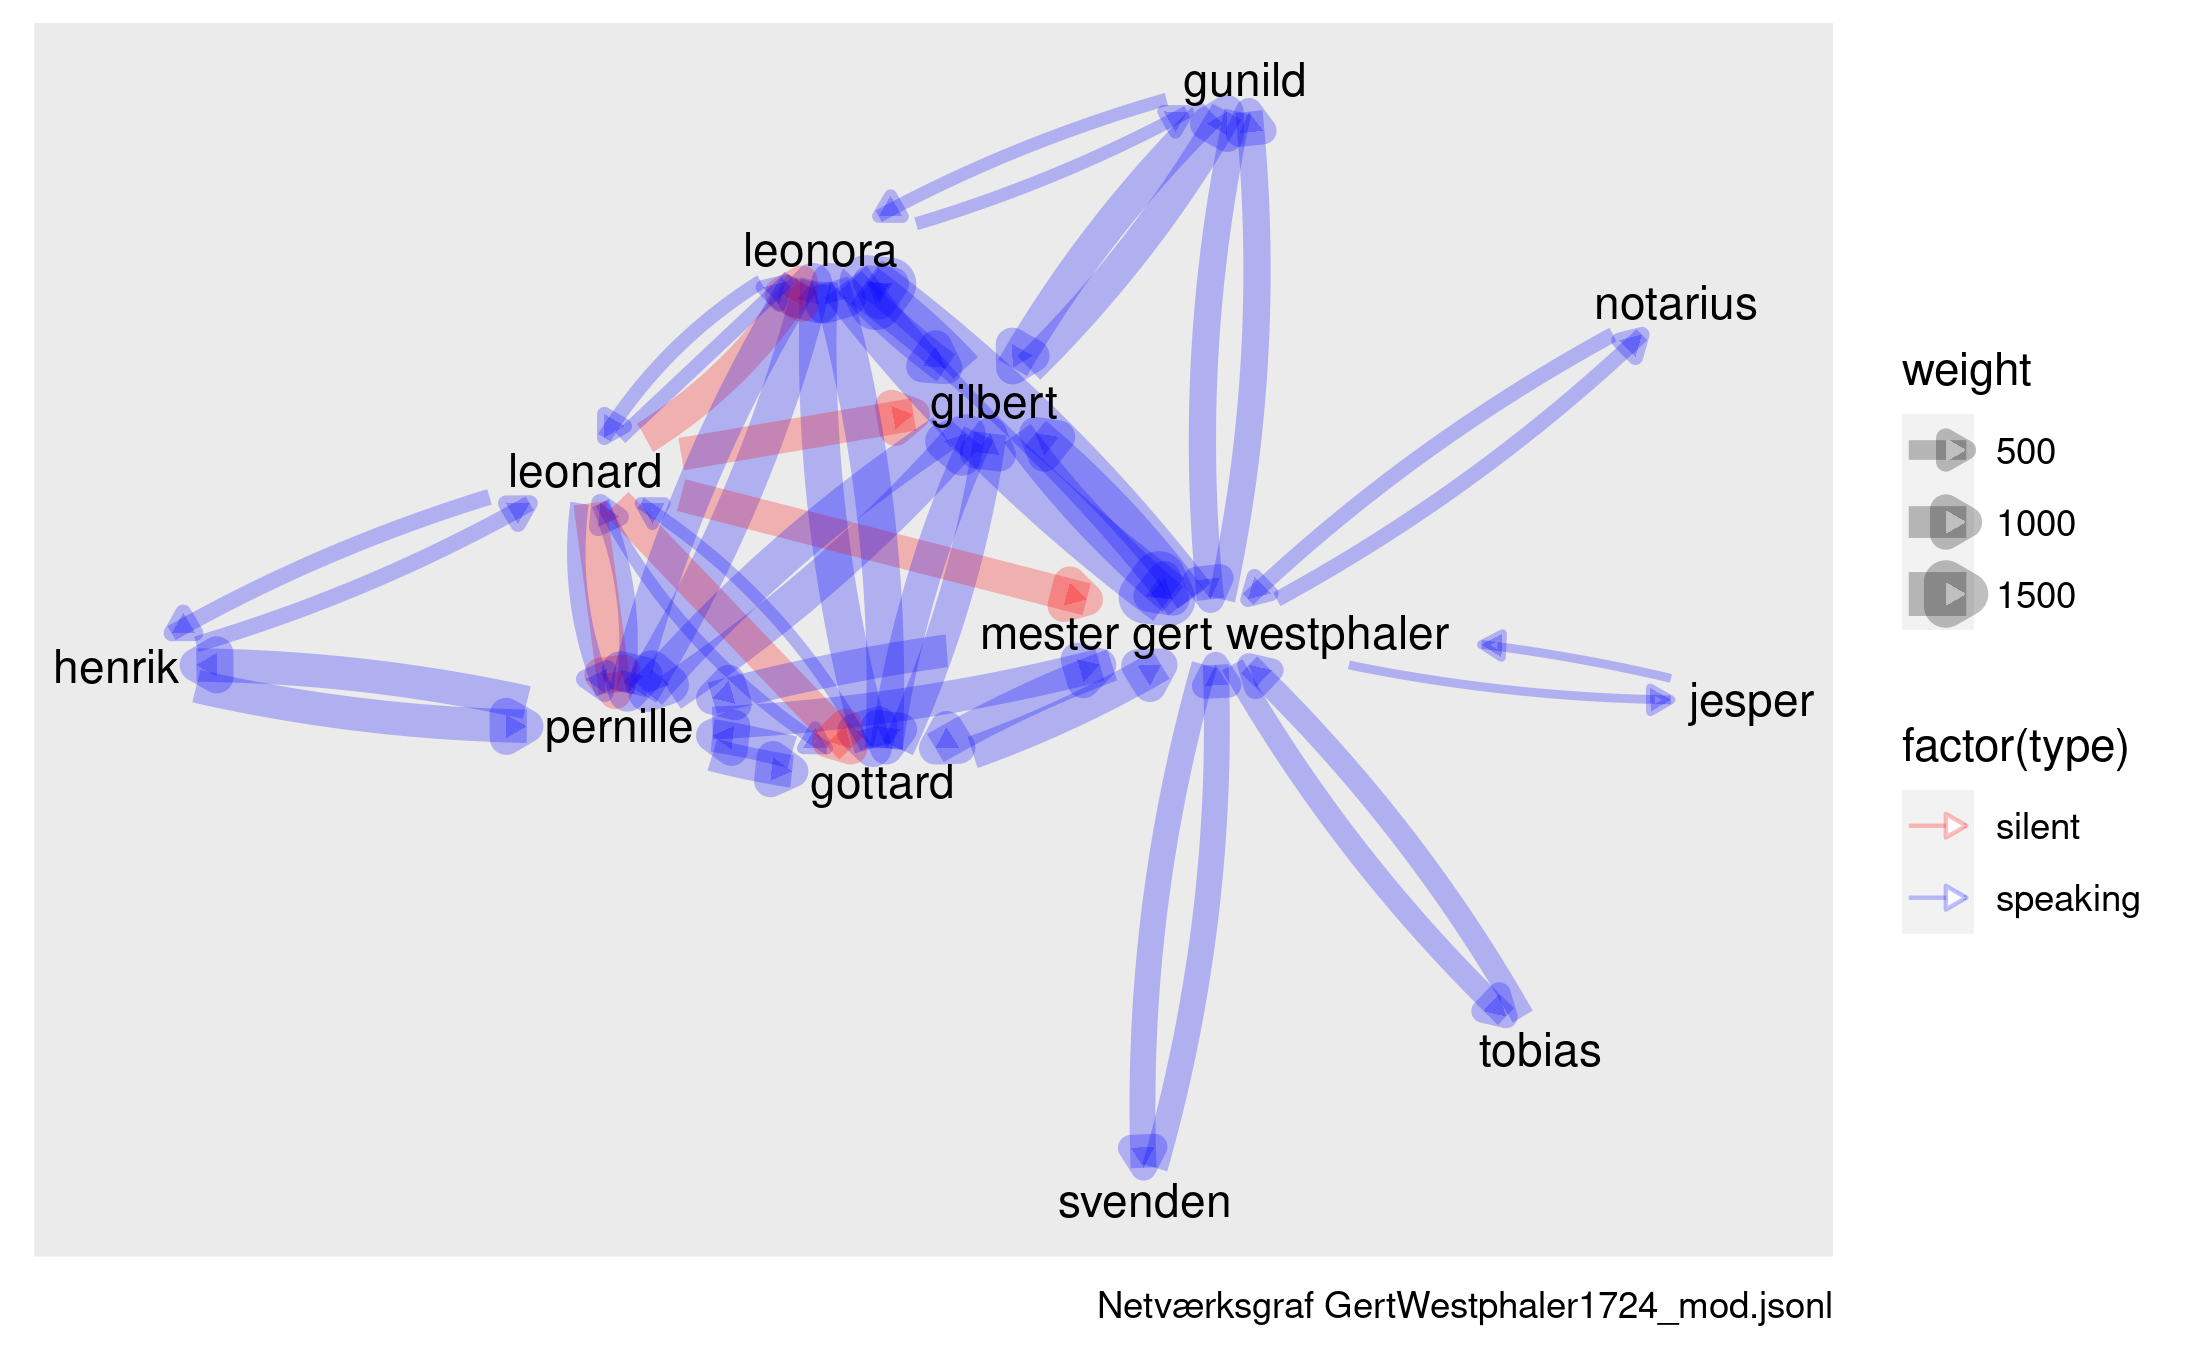 gunild
leonora
notarius
gilbert
leonard
mester gert westphaler
henrik
jesper
pernille
gottard
tobias
svenden
weight
500
1000
1500
factor(type)
silent
speaking
Netværksgraf GertWestphaler1724_mod.jsonl